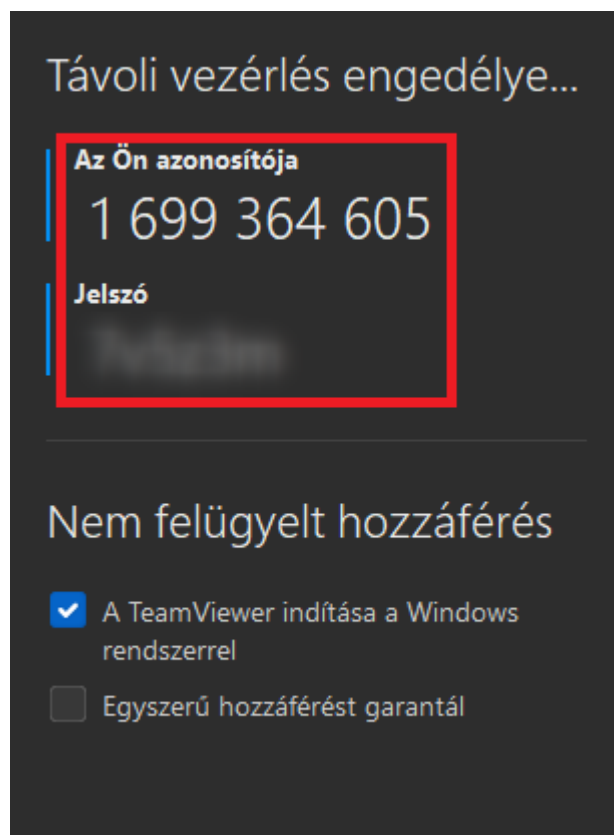 Távoli vezérlés engedélye...
Az Ön azonosítója
1 699 364 605
Jelszó
Nem felügyelt hozzáférés
A TeamViewer indítása a Windows
rendszerrel
Egyszerű hozzáférést garantál